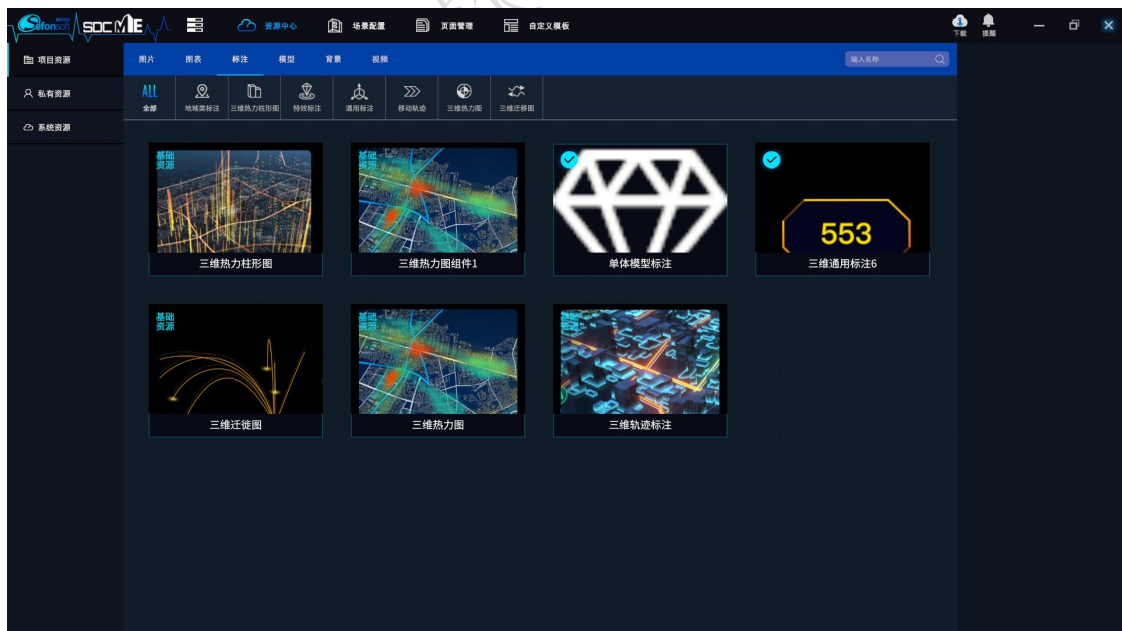 Sefonsoft SDC ME 资源中心 场景配置 页面管理 自定义模板 下载 提醒
项目资源
私有资源
系统资源
图片 图表 标注 模型 背景 视频 输入名称
ALL
全部 地域类标注 三维热力柱形图 特效标注 通用标注 移动轨迹 三维热力图 三维迁移图
基础
资源
三维热力柱形图
基础
资源
三维热力图组件1
单体模型标注
553
三维通用标注6
基础
资源
三维迁徙图
基础
资源
三维热力图
基础
资源
三维轨迹标注